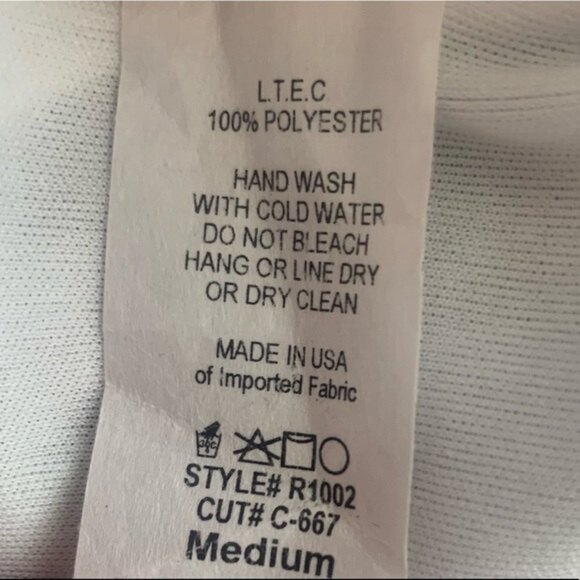 L.T.E.C
100% POLYESTER
HAND WASH
WITH COLD WATER
DO NOT BLEACH
HANG OR LINE DRY
OR DRY CLEAN
MADE IN USA
of Imported Fabric
STYLE# R1002
CUT# C-667
Medium